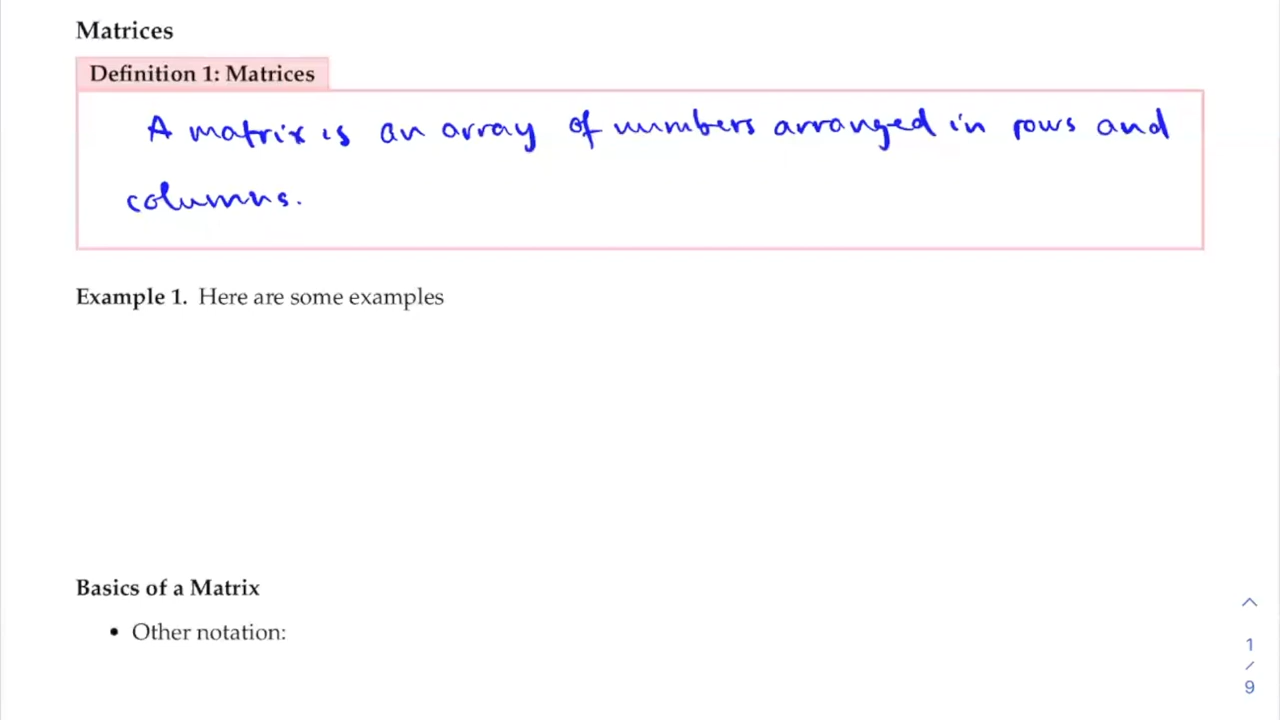 Matrices
Definition 1: Matrices
A matrix is an array of numbers arranged in rows and
columns.
Example 1. Here are some examples
Basics of a Matrix
• Other notation:
1
/
9